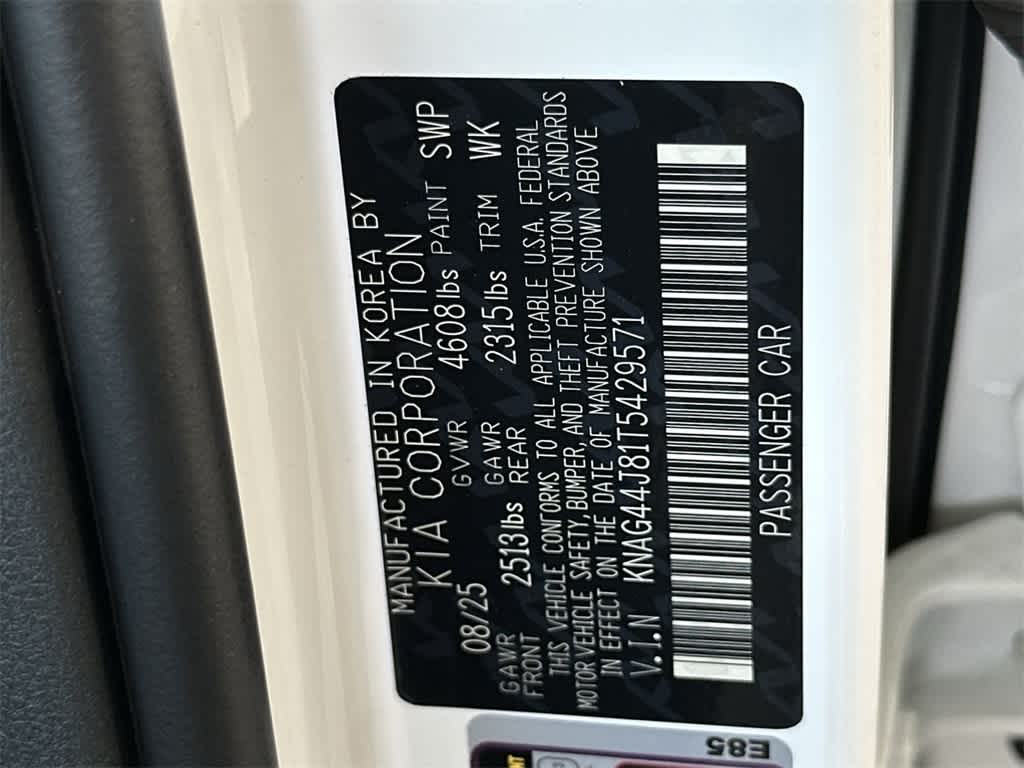 MANUFACTURED IN KOREA BY
KIA CORPORATION
08/25 GVWR 4608lbs PAINT SWP
GAWR FRONT 2513lbs GAWR REAR 2315lbs TRIM WK
THIS VEHICLE CONFORMS TO ALL APPLICABLE U.S.A. FEDERAL
MOTOR VEHICLE SAFETY, BUMPER, AND THEFT PREVENTION STANDARDS
IN EFFECT ON THE DATE OF MANUFACTURE SHOWN ABOVE
V.I.N KNAG44J81T5429571
PASSENGER CAR
E85